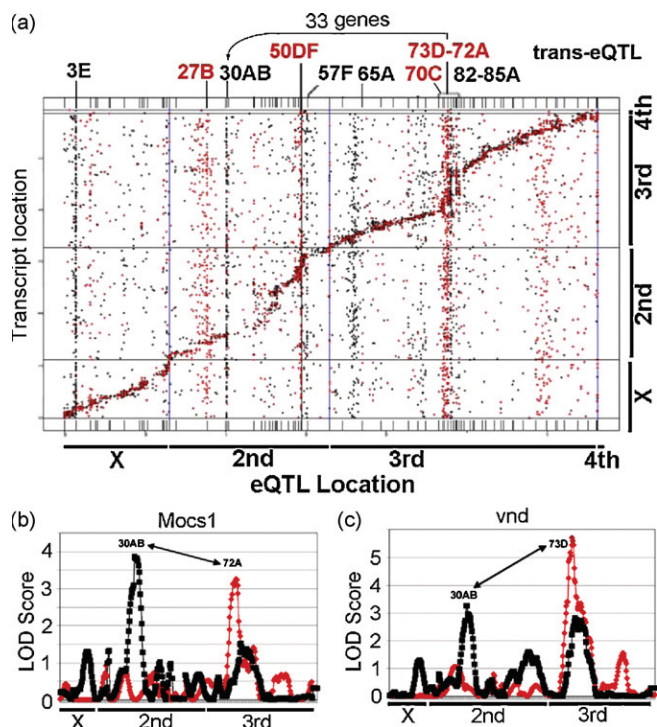 (a)
33 genes
50DF
73D-72A
trans-eQTL
3E
27B 30AB
57F 65A
70C
82-85A
Transcript location
4th
3rd
2nd
X
X
2nd
3rd
4th
eQTL Location
(b)
Mocs1
LOD Score
4
3
2
1
0
30AB
72A
X
2nd
3rd
(c)
vnd
LOD Score
5
4
3
2
1
0
30AB
73D
X
2nd
3rd